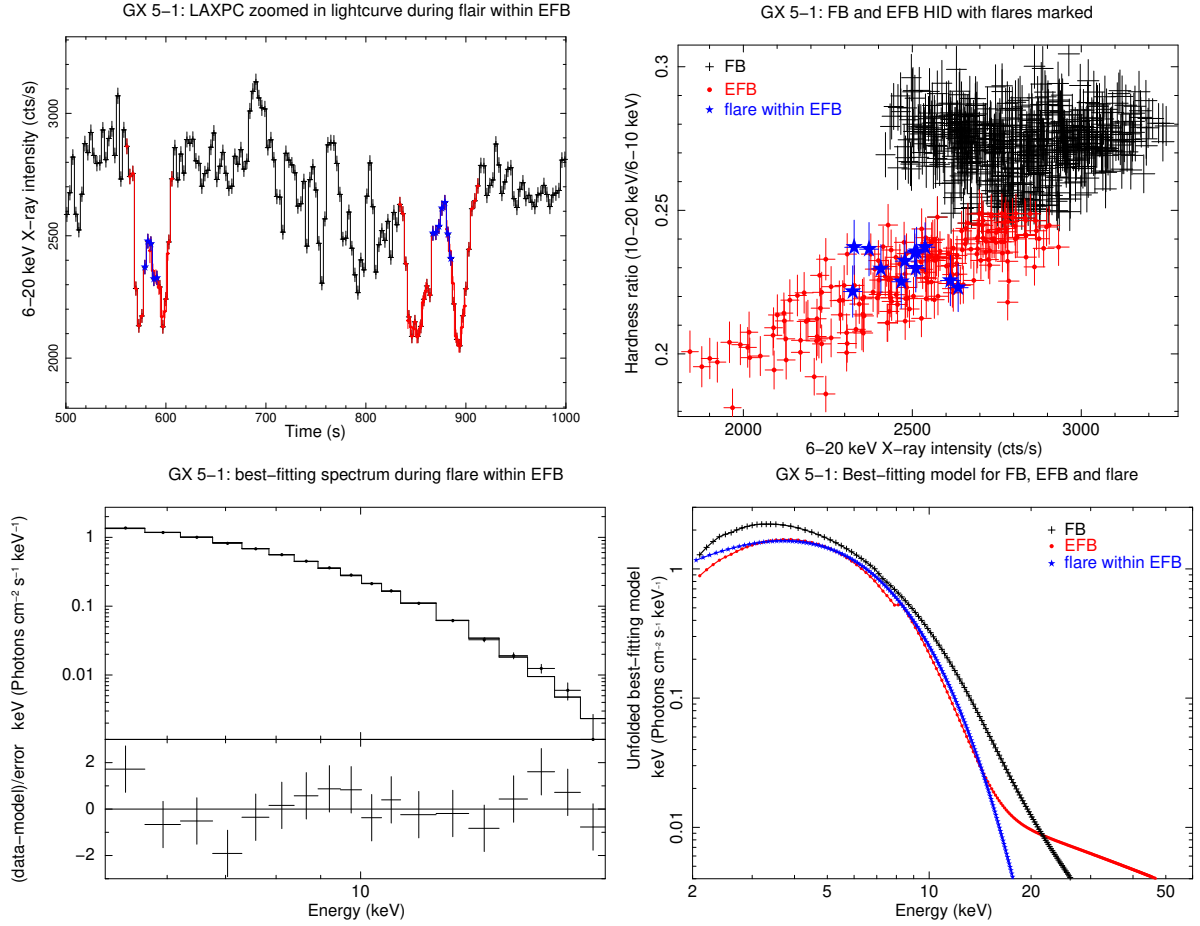 GX 5−1: LAXPC zoomed in lightcurve during flair within EFB
6−20 keV X−ray intensity (cts/s)
3000
2500
2000
500
600
700
800
900
1000
Time (s)
GX 5−1: FB and EFB HID with flares marked
FB
EFB
flare within EFB
Hardness ratio (10−20 keV/6−10 keV)
0.3
0.25
0.2
2000
2500
3000
6−20 keV X−ray intensity (cts/s)
GX 5−1: best−fitting spectrum during flare within EFB
keV (Photons cm⁻² s⁻¹ keV⁻¹)
1
0.1
0.01
(data−model)/error
2
0
−2
10
Energy (keV)
GX 5−1: Best−fitting model for FB, EFB and flare
FB
EFB
flare within EFB
Unfolded best−fitting model
keV (Photons cm⁻² s⁻¹ keV⁻¹)
1
0.1
0.01
2
5
10
20
50
Energy (keV)